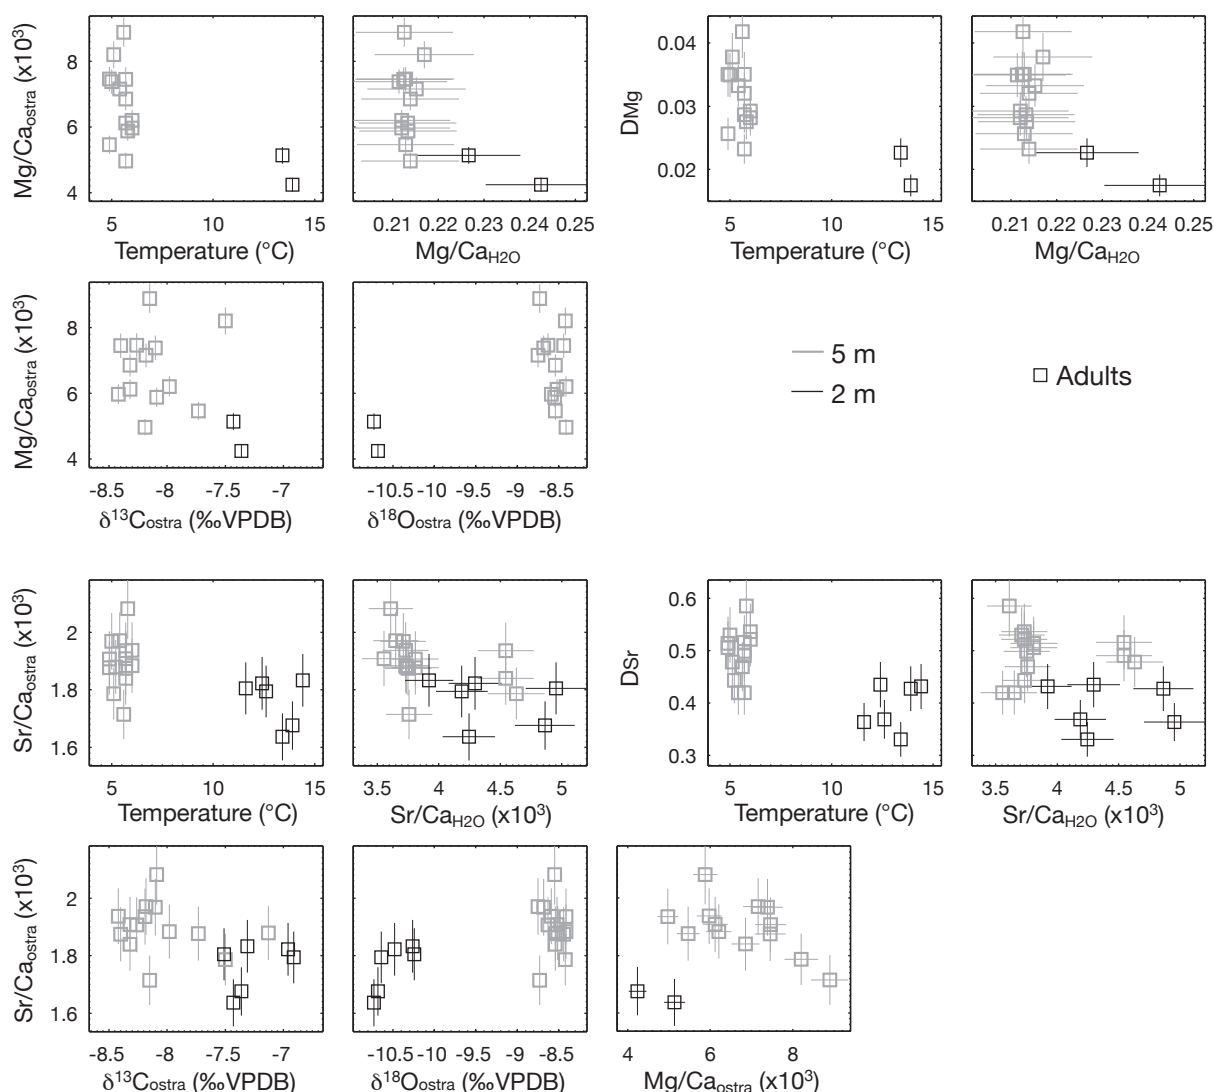 Mg/Ca_ostra (x10³)
8
6
4
5 10 15
Temperature (°C)
0.21 0.22 0.23 0.24 0.25
Mg/Ca_H2O
D_Mg
0.04
0.03
0.02
5 10 15
Temperature (°C)
0.21 0.22 0.23 0.24 0.25
Mg/Ca_H2O
Mg/Ca_ostra (x10³)
8
6
4
-8.5 -8 -7.5 -7
δ¹³C_ostra (‰VPDB)
-10.5 -10 -9.5 -9 -8.5
δ¹⁸O_ostra (‰VPDB)
5 m
2 m
Adults
Sr/Ca_ostra (x10³)
2
1.8
1.6
5 10 15
Temperature (°C)
3.5 4 4.5 5
Sr/Ca_H2O (x10³)
D_Sr
0.6
0.5
0.4
0.3
5 10 15
Temperature (°C)
3.5 4 4.5 5
Sr/Ca_H2O (x10³)
Sr/Ca_ostra (x10³)
2
1.8
1.6
-8.5 -8 -7.5 -7
δ¹³C_ostra (‰VPDB)
-10.5 -10 -9.5 -9 -8.5
δ¹⁸O_ostra (‰VPDB)
4 6 8
Mg/Ca_ostra (x10³)